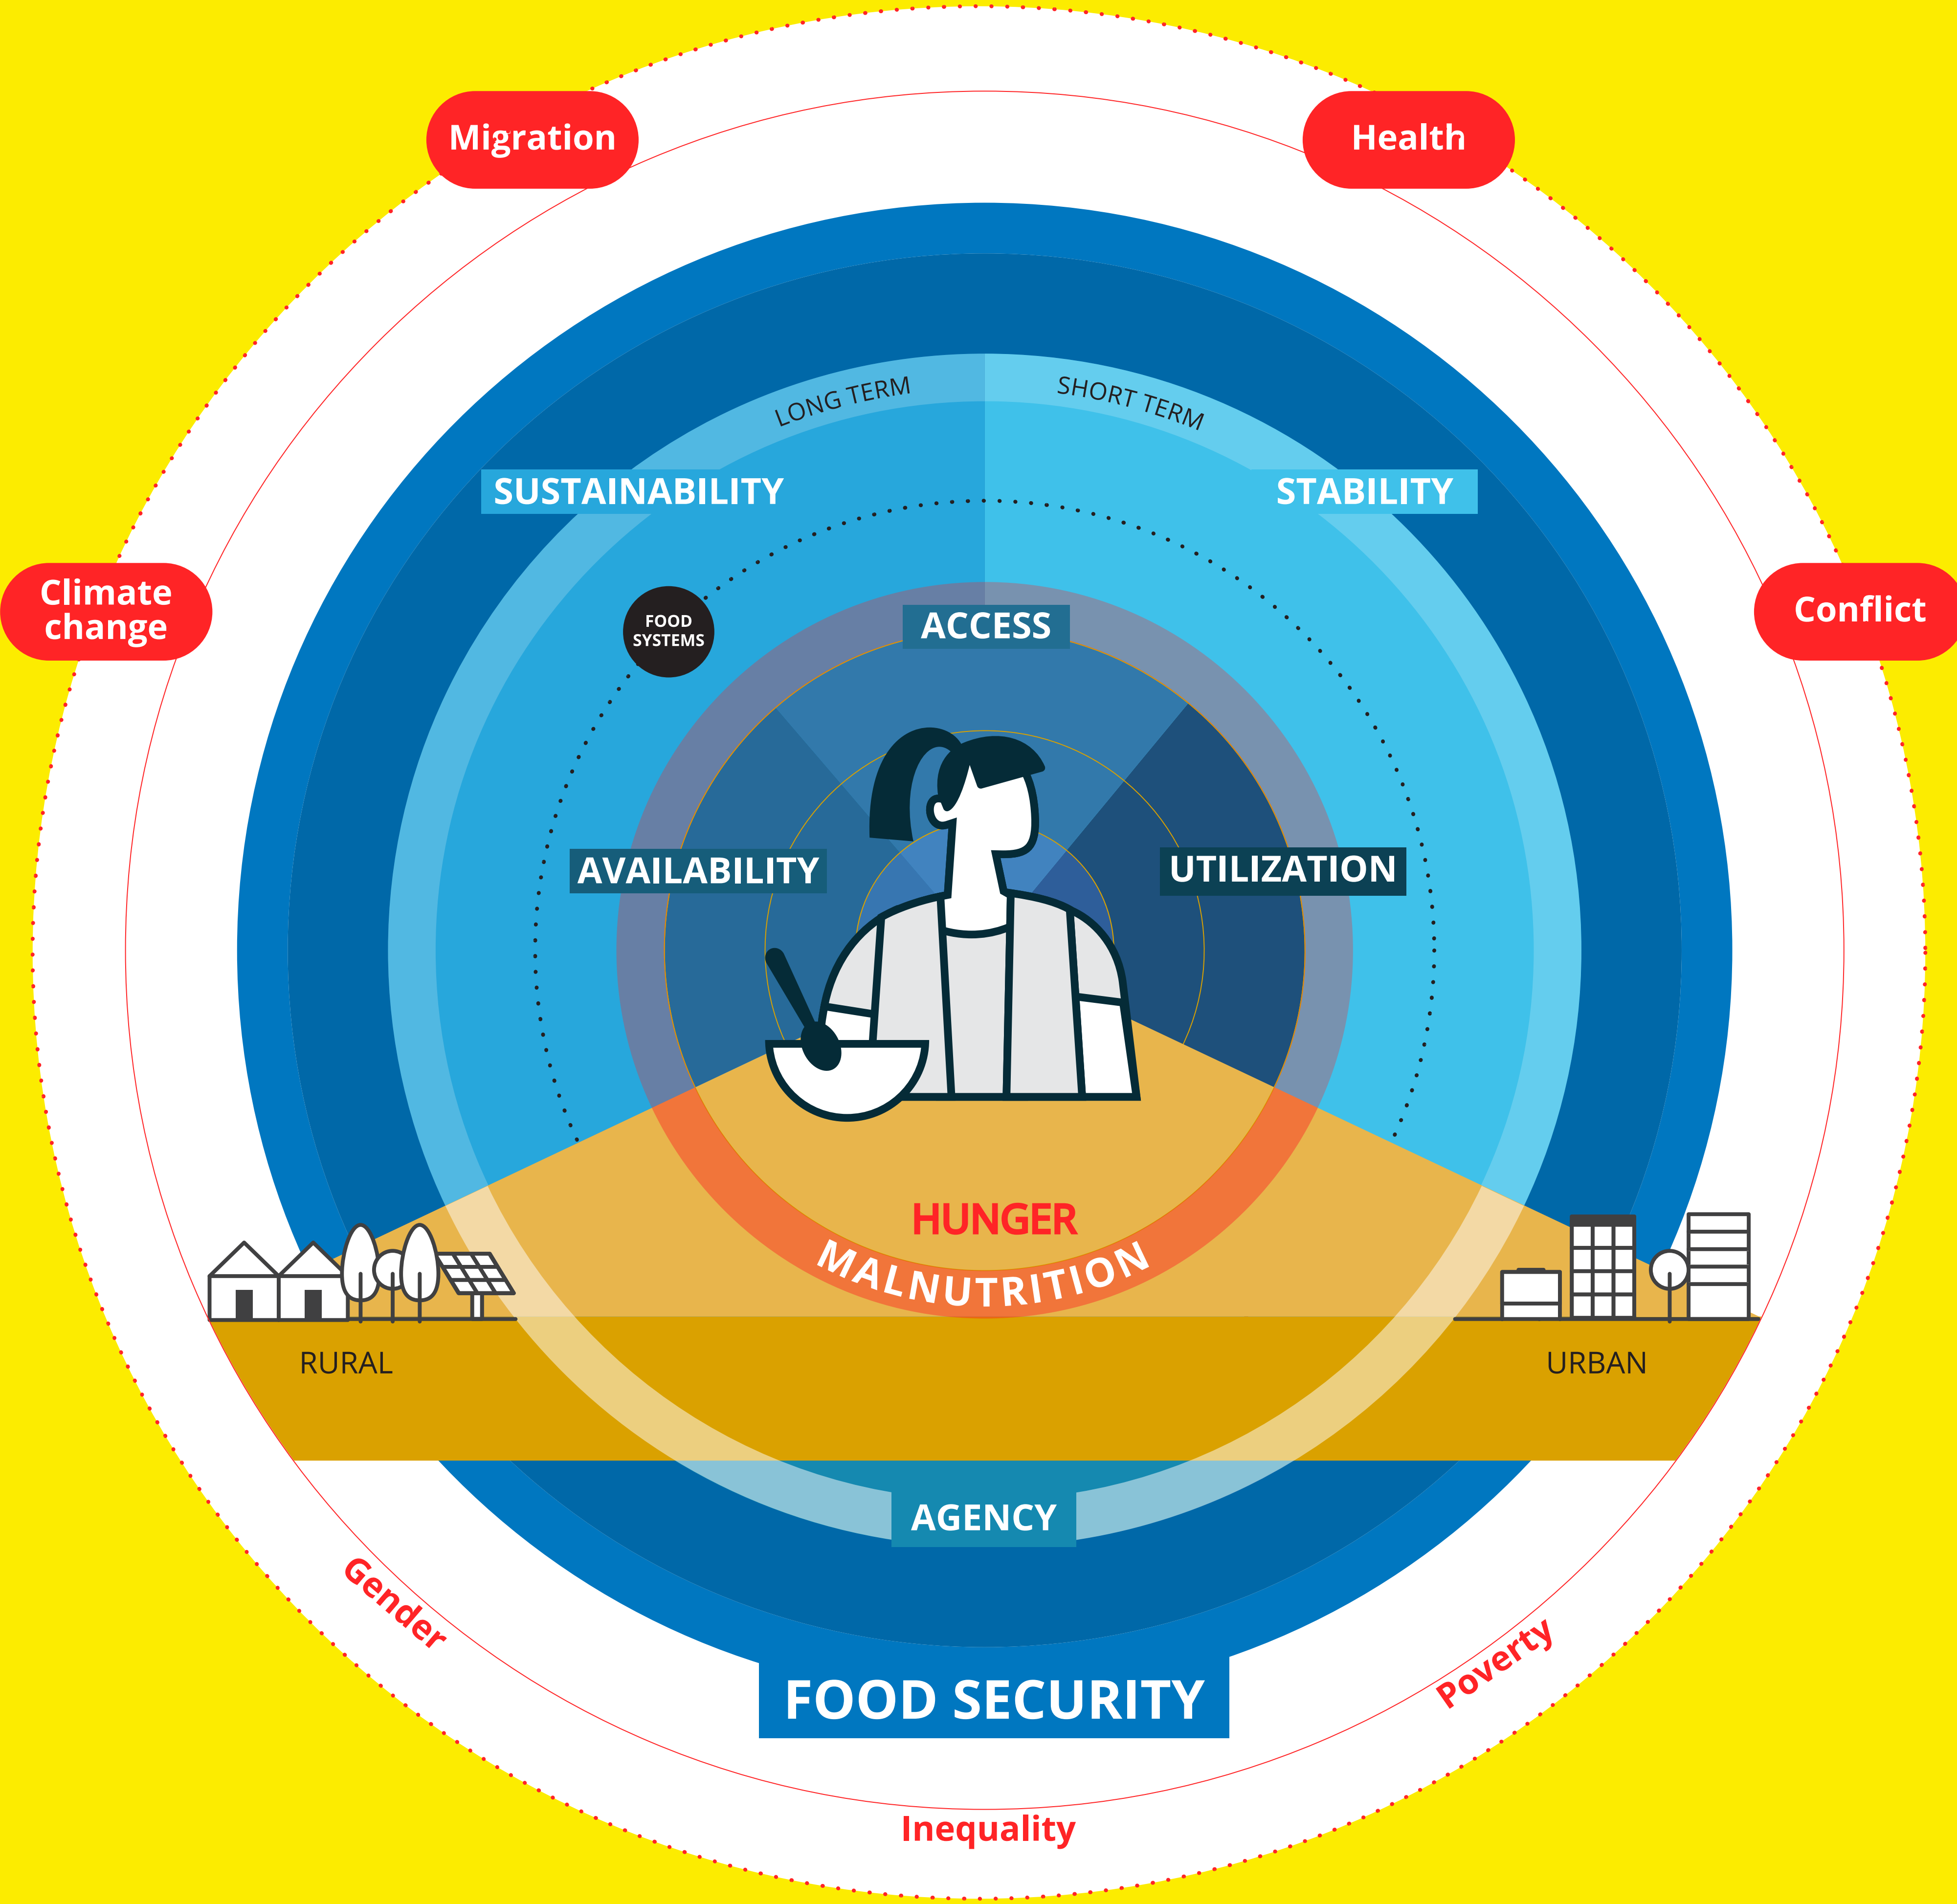 Migration
Health
LONG TERM
SHORT TERM
SUSTAINABILITY
STABILITY
Climate
change
Conflict
FOOD
SYSTEMS
ACCESS
AVAILABILITY
UTILIZATION
HUNGER
MALNUTRITION
RURAL
URBAN
AGENCY
Gender
Poverty
FOOD SECURITY
Inequality